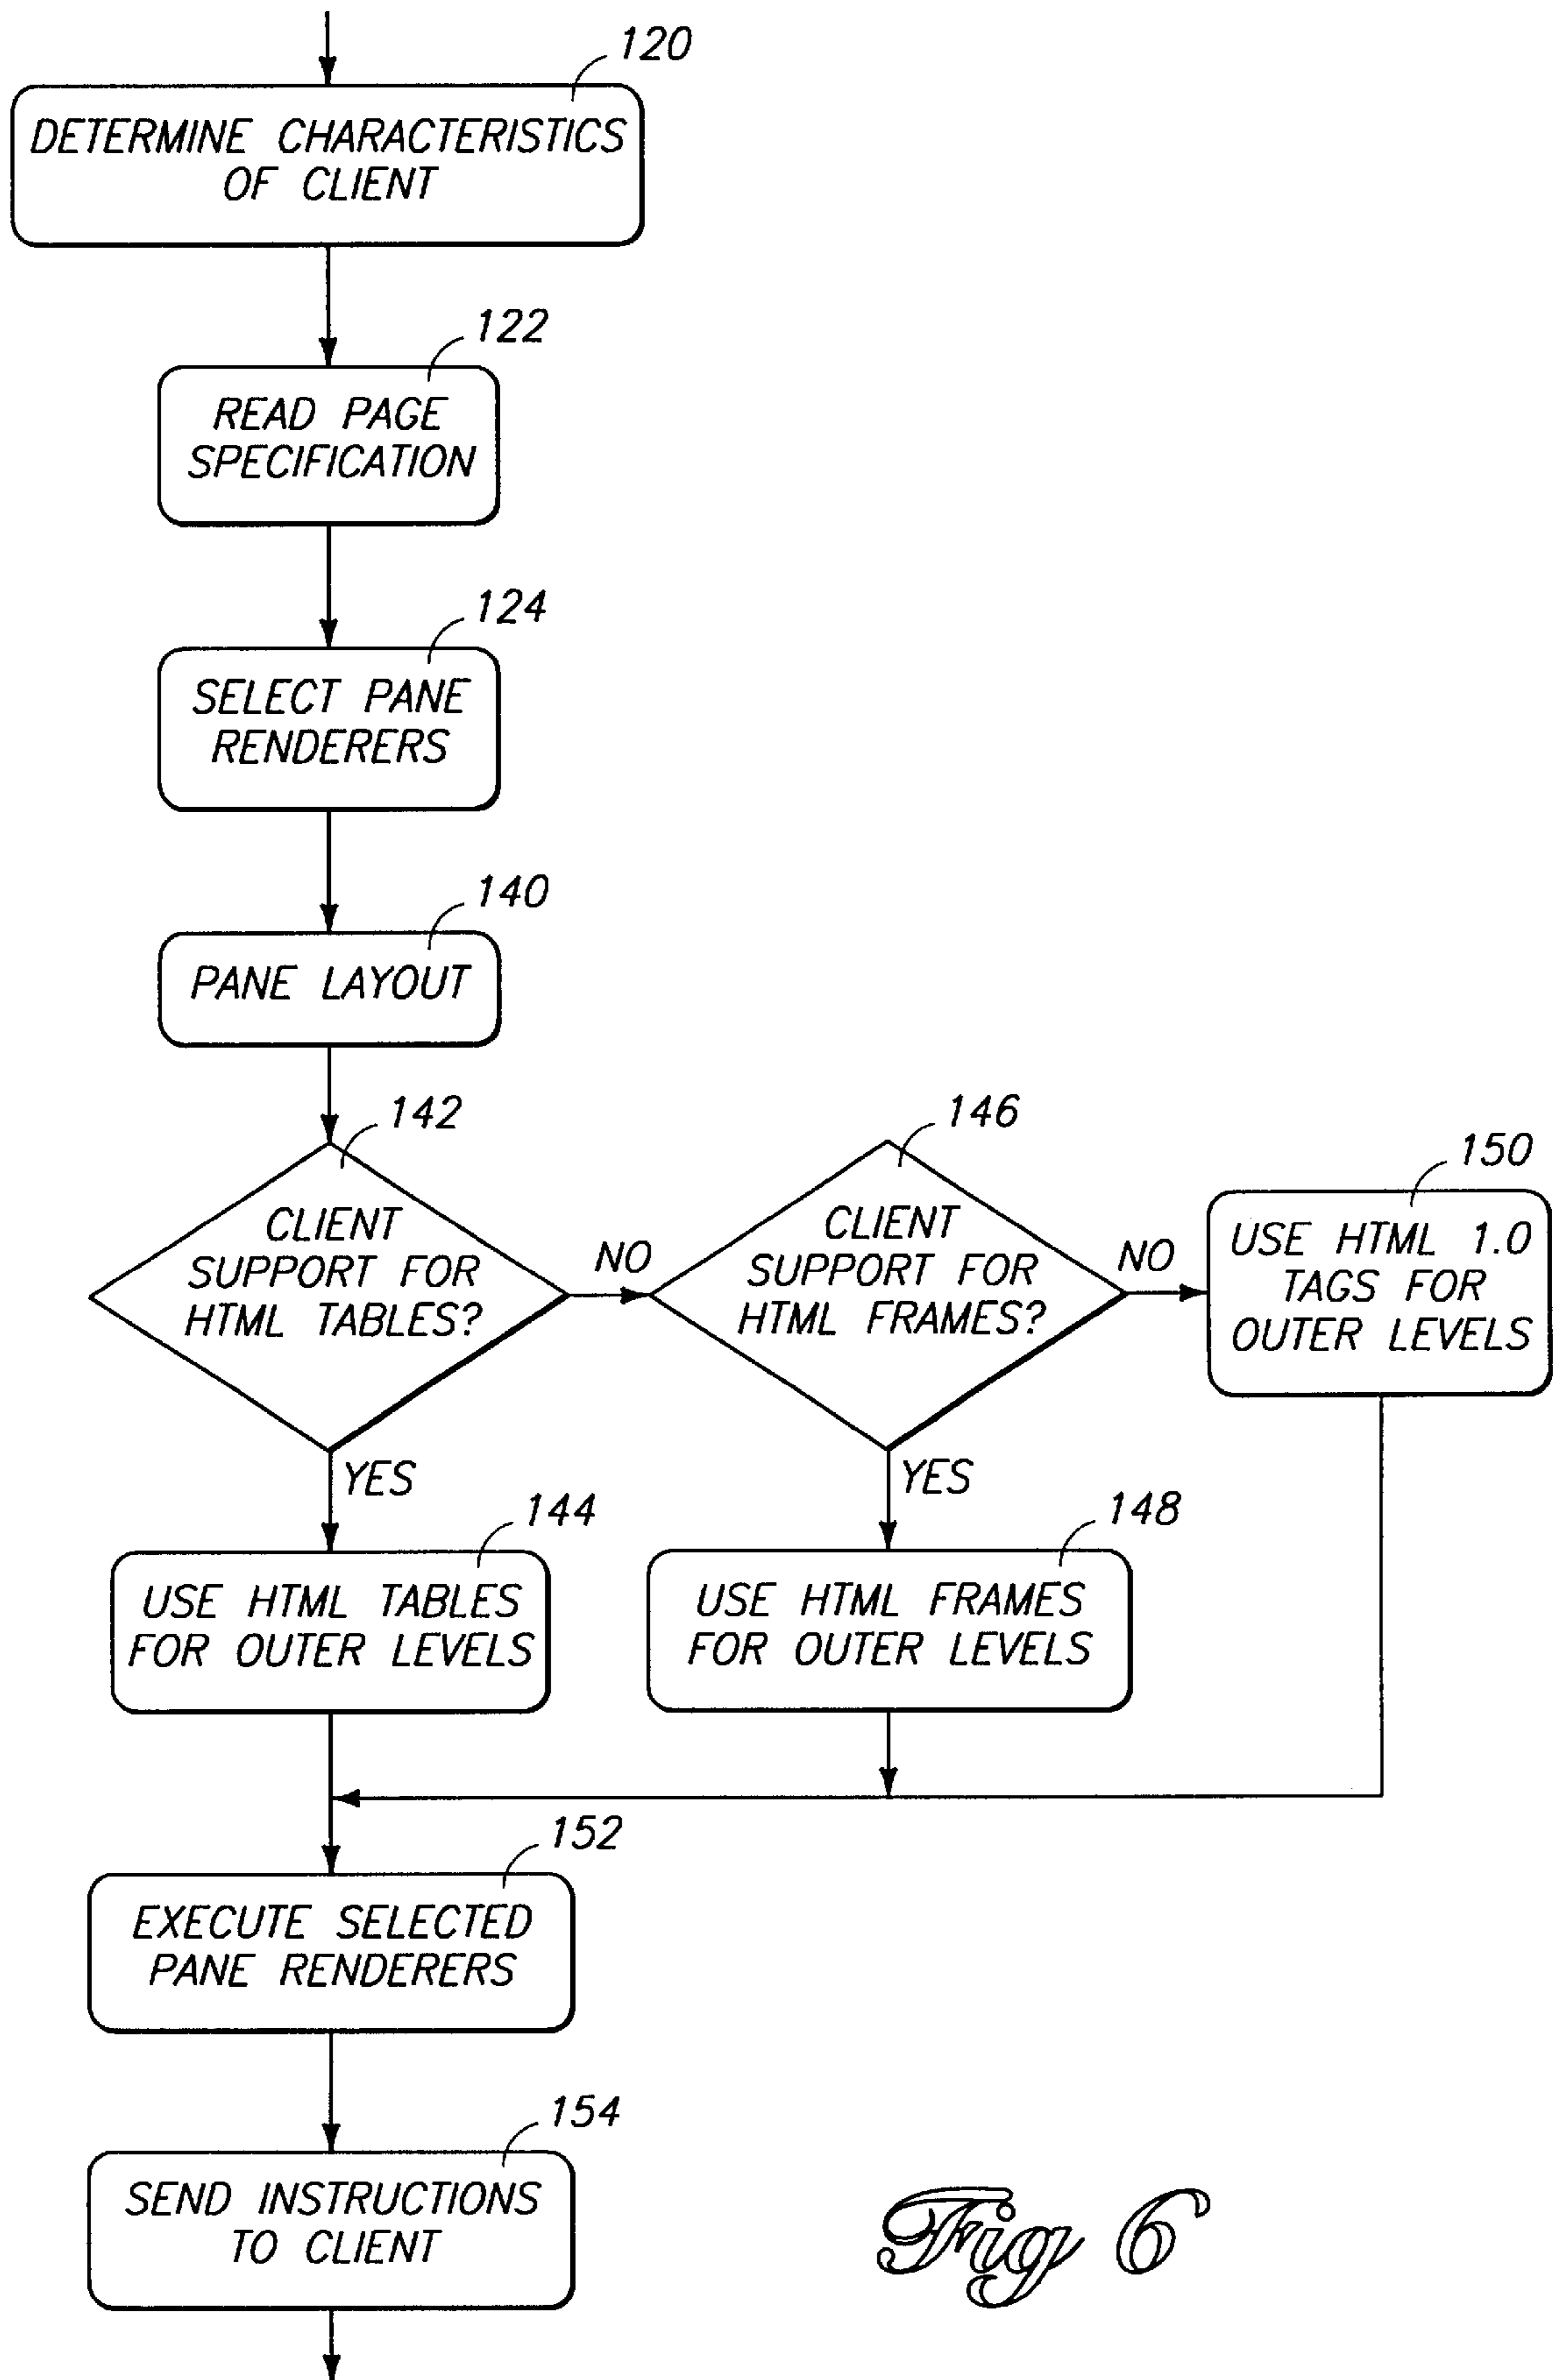 120
DETERMINE CHARACTERISTICS
OF CLIENT
122
READ PAGE
SPECIFICATION
124
SELECT PANE
RENDERERS
140
PANE LAYOUT
142
CLIENT
SUPPORT FOR
HTML TABLES?
NO
YES
146
CLIENT
SUPPORT FOR
HTML FRAMES?
NO
YES
150
USE HTML 1.0
TAGS FOR
OUTER LEVELS
144
USE HTML TABLES
FOR OUTER LEVELS
148
USE HTML FRAMES
FOR OUTER LEVELS
152
EXECUTE SELECTED
PANE RENDERERS
154
SEND INSTRUCTIONS
TO CLIENT
Fig 6